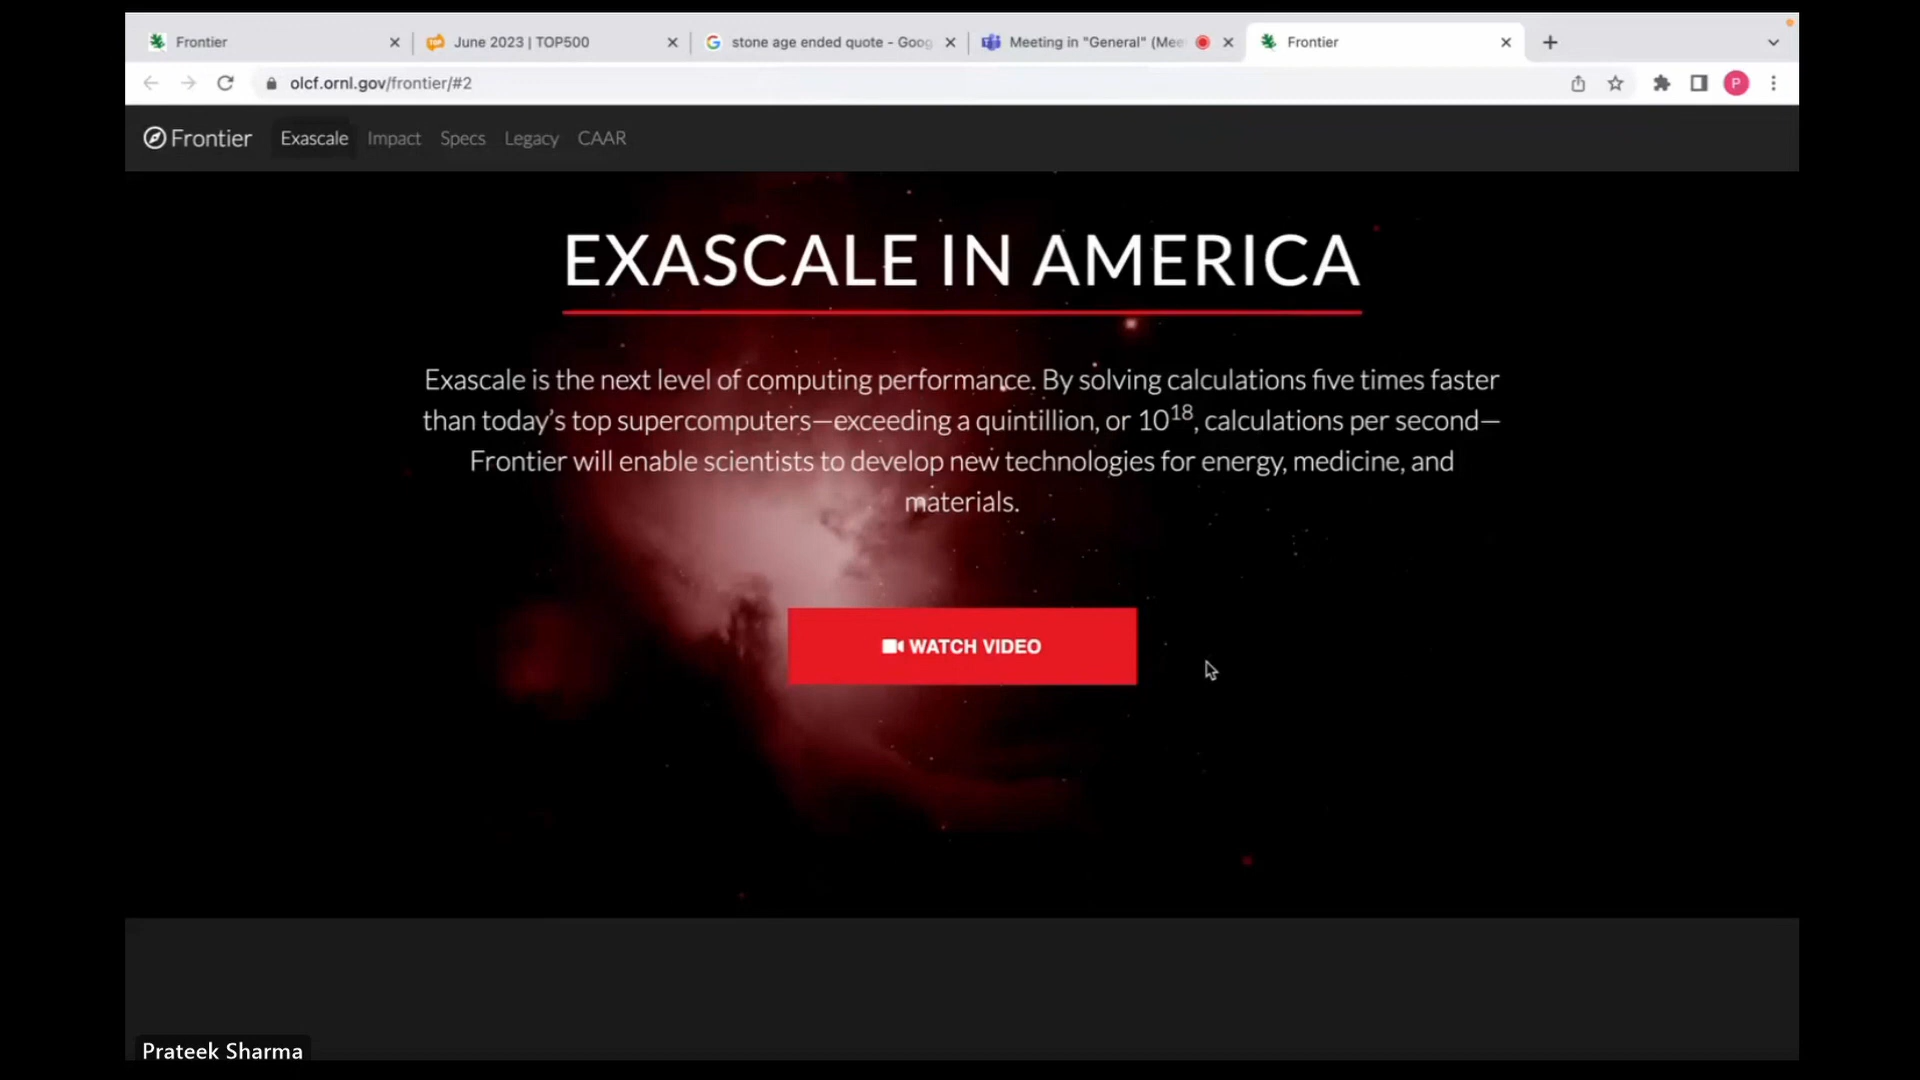 Frontier
June 2023 | TOP500
stone age ended quote - Goog
Meeting in "General" (Mee
Frontier
olcf.ornl.gov/frontier/#2
Frontier Exascale Impact Specs Legacy CAAR
EXASCALE IN AMERICA
Exascale is the next level of computing performance. By solving calculations five times faster
than today’s top supercomputers—exceeding a quintillion, or 10¹⁸, calculations per second—
Frontier will enable scientists to develop new technologies for energy, medicine, and
materials.
WATCH VIDEO
P
Prateek Sharma